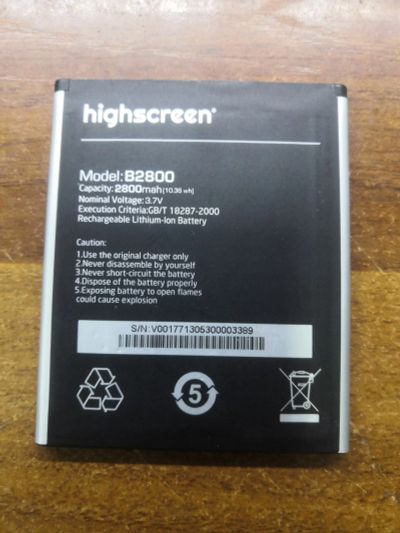 highscreen®
Model:B2800
Capacity: 2800mah[10.36 wh]
Nominal Voltage: 3.7V
Execution Criteria:GB/T 18287-2000
Rechargeable Lithium-Ion Battery
Caution:
1.Use the original charger only
2.Never disassemble by yourself
3.Never short-circuit the battery
4.Dispose of the battery properly
5.Exposing battery to open flames
could cause explosion
S/N:V001771305300003389
5